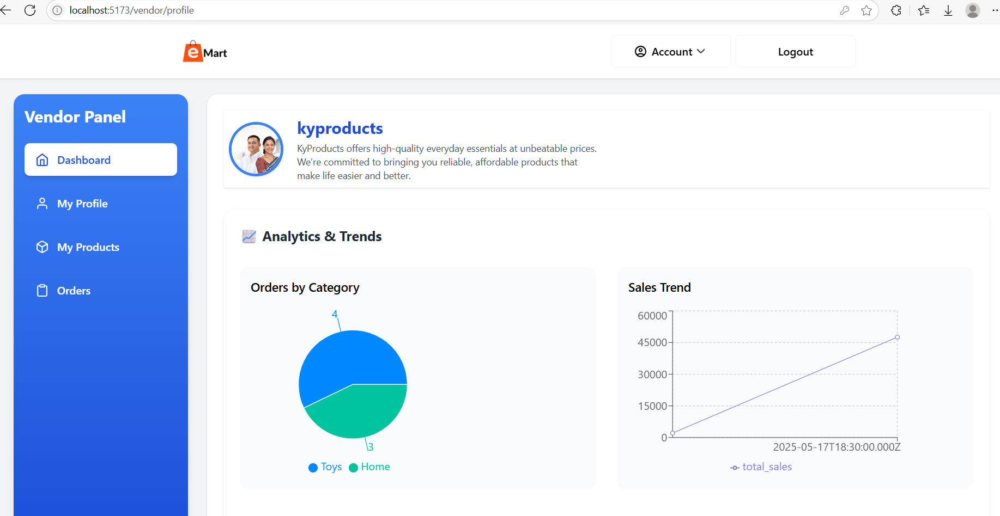 localhost:5173/vendor/profile
e Mart
Account
Logout
Vendor Panel
Dashboard
My Profile
My Products
Orders
kyproducts
KyProducts offers high-quality everyday essentials at unbeatable prices.
We’re committed to bringing you reliable, affordable products that
make life easier and better.
Analytics & Trends
Orders by Category
4
3
Toys Home
Sales Trend
60000
45000
30000
15000
0
2025-05-17T18:30:00.000Z
total_sales